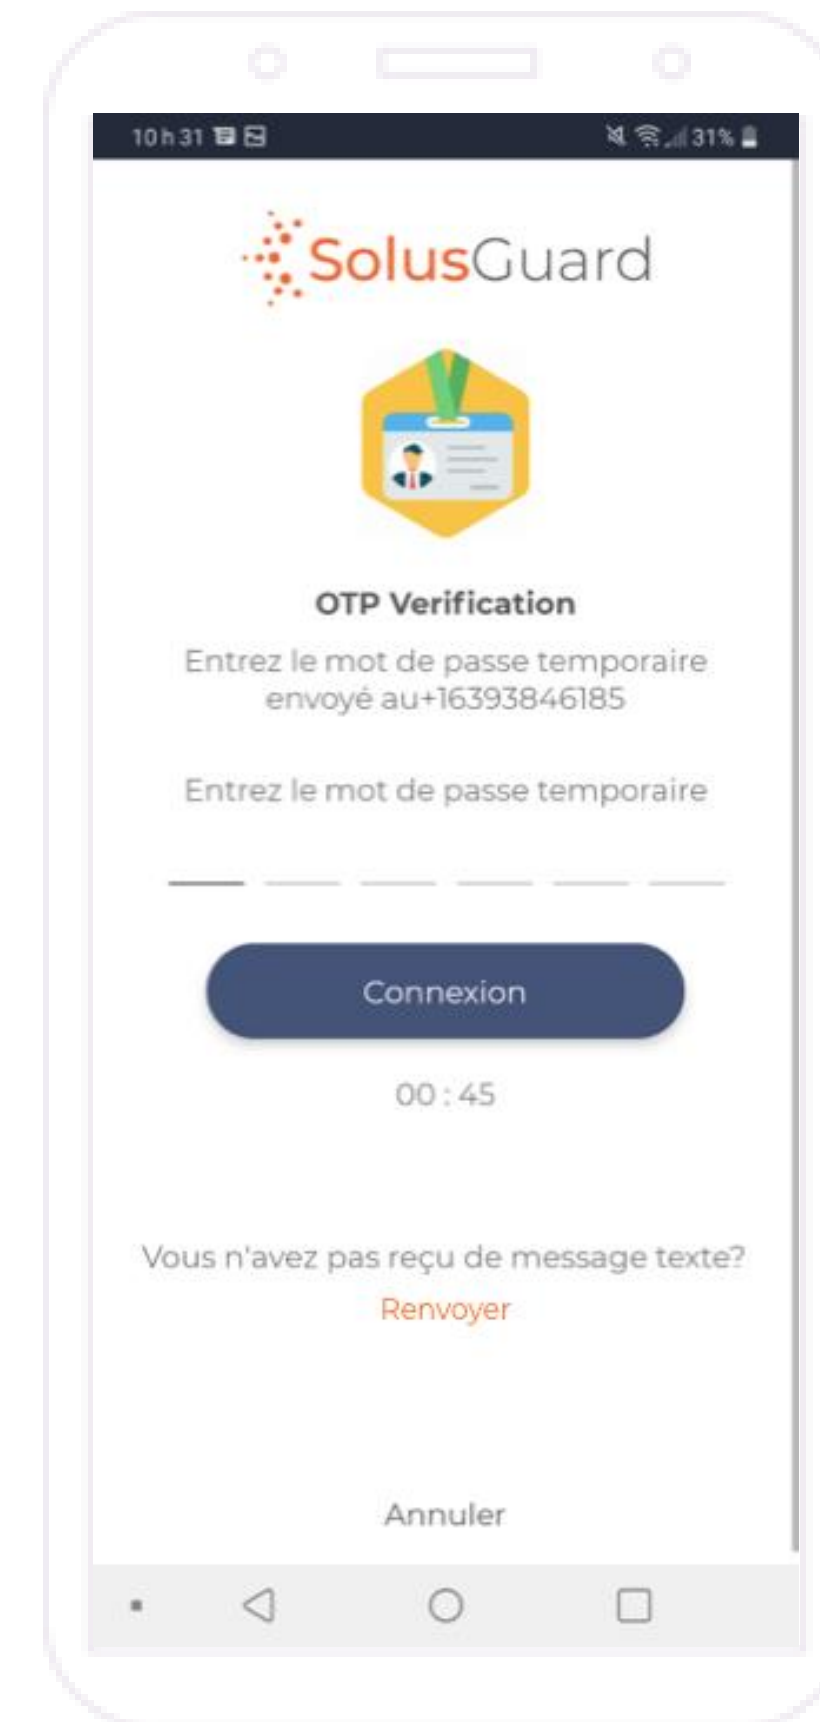 10 h 31
31%
SolusGuard
OTP Verification
Entrez le mot de passe temporaire
envoyé au+16393846185
Entrez le mot de passe temporaire
Connexion
00 : 45
Vous n'avez pas reçu de message texte?
Renvoyer
Annuler